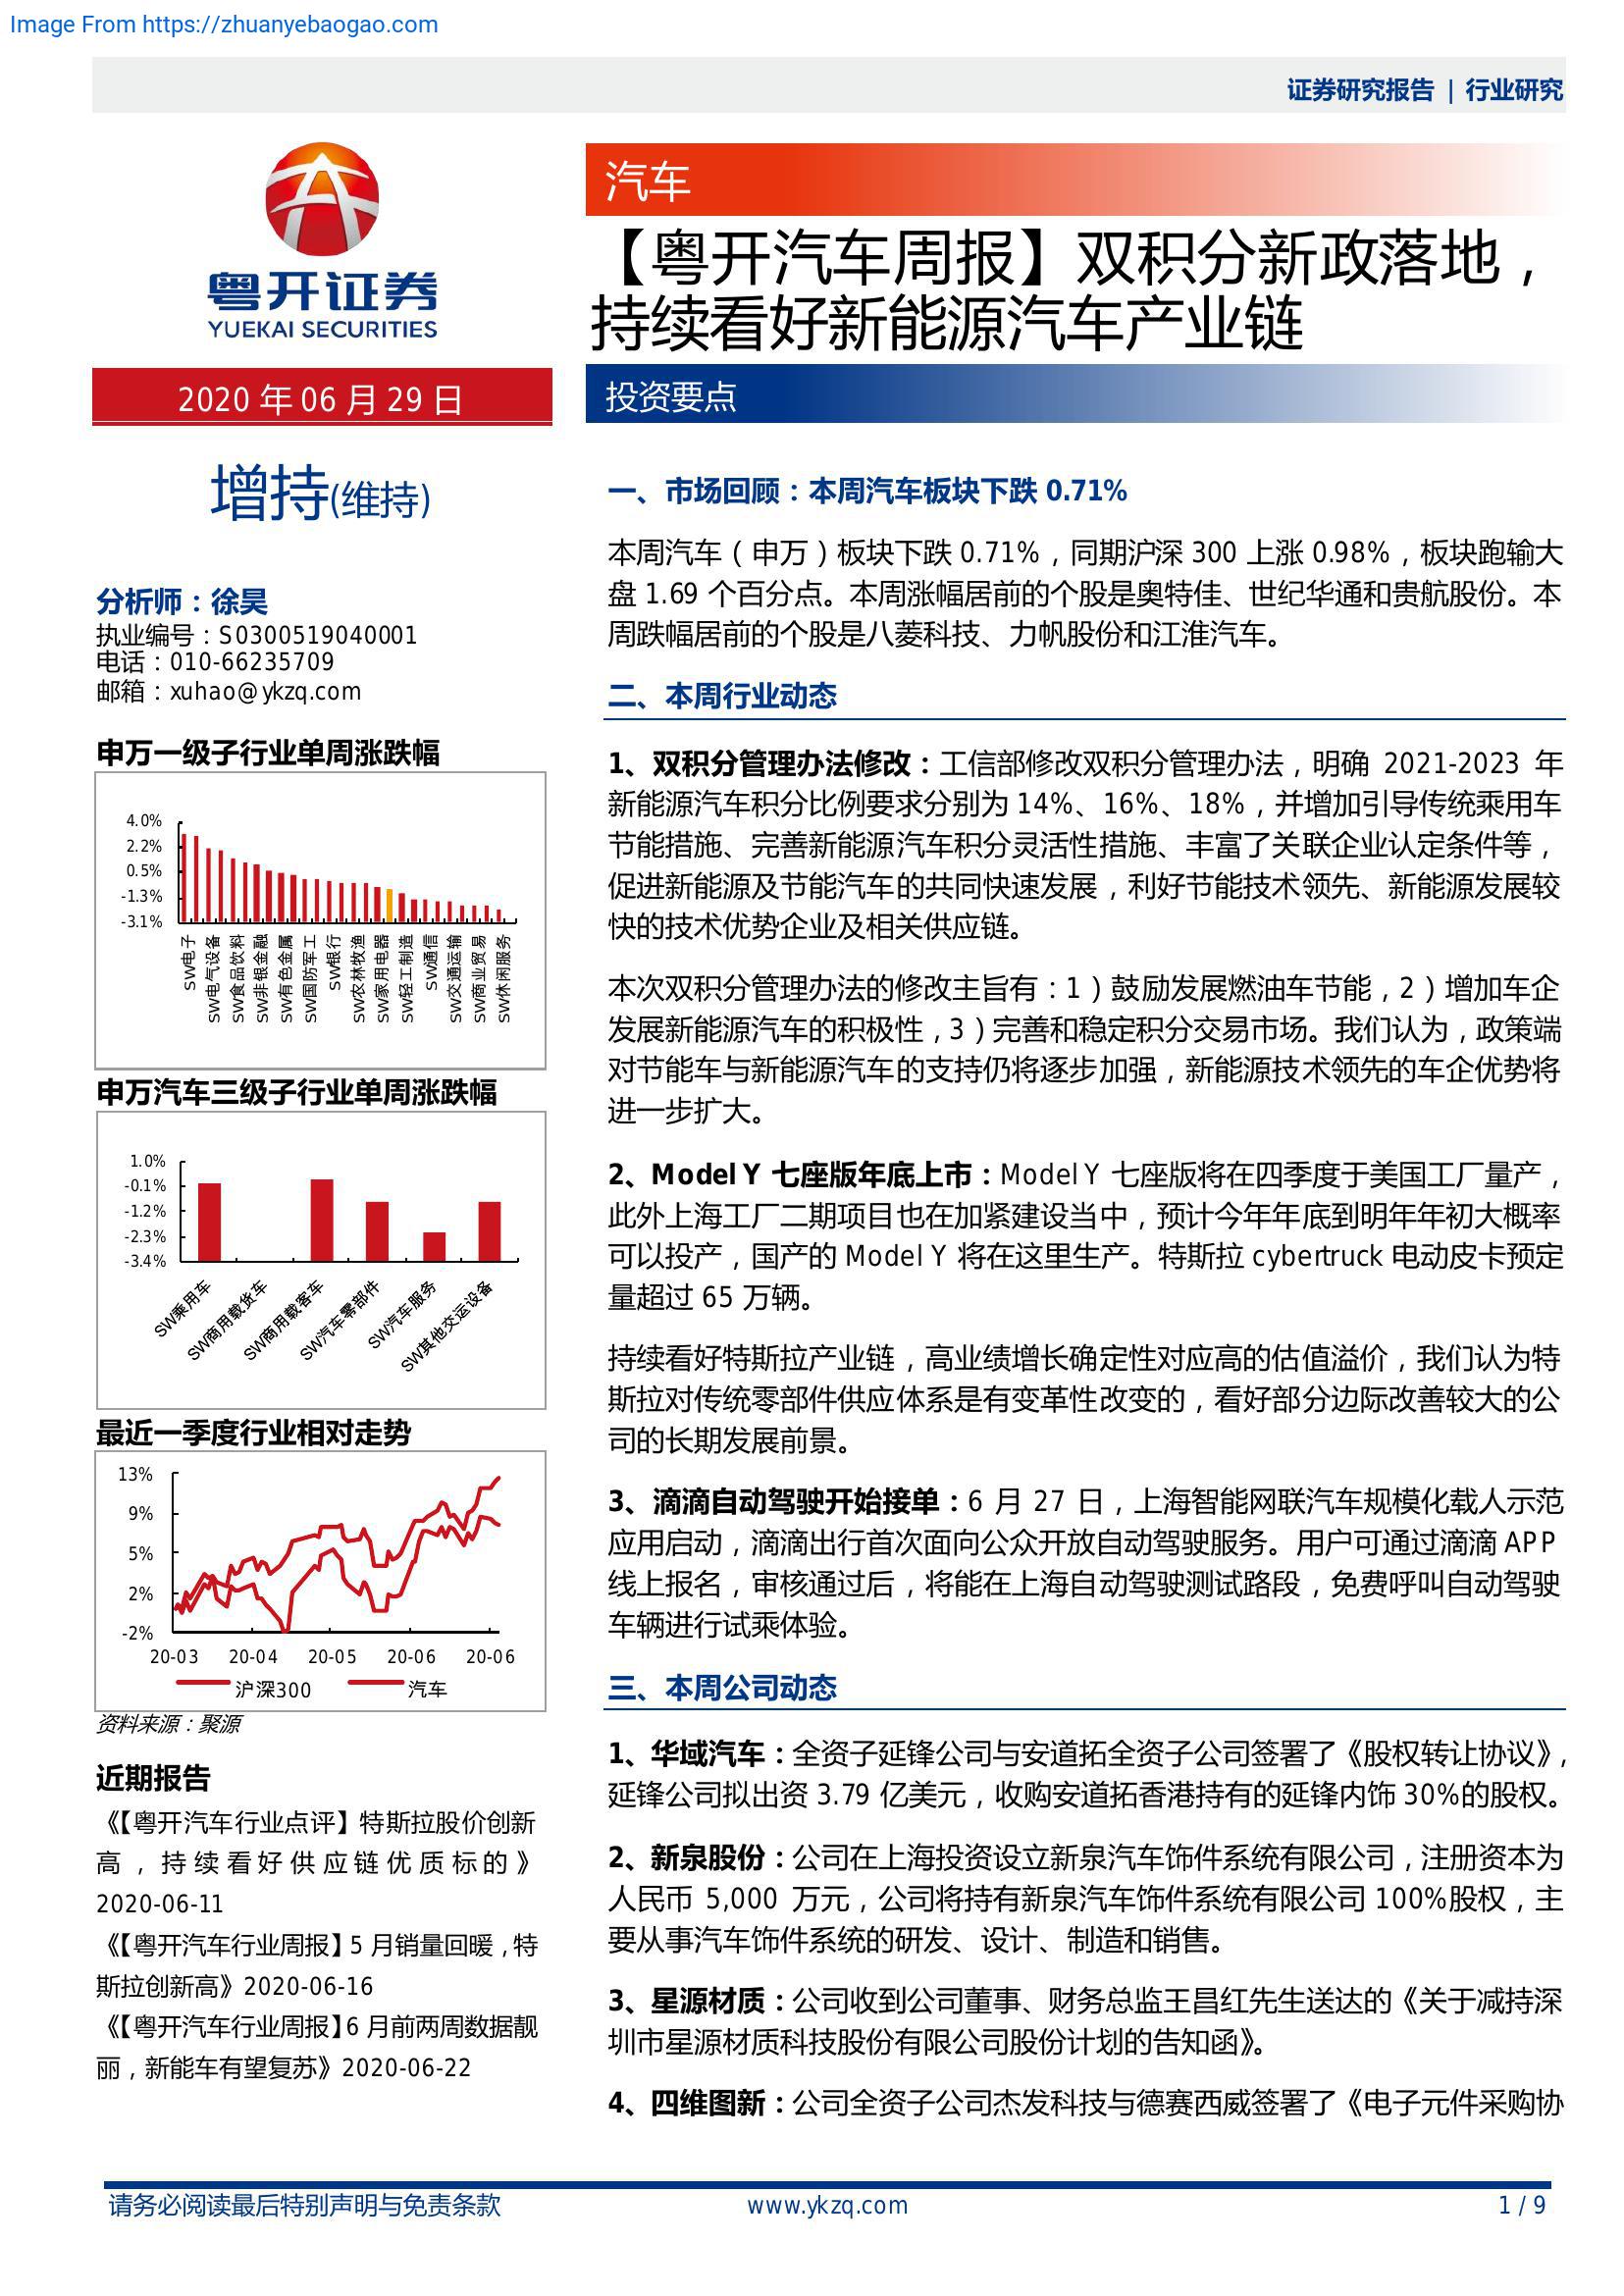 Image From https://zhuanyebaogao.com
证券研究报告 | 行业研究
粤开证券
YUEKAI SECURITIES
2020 年 06 月 29 日
增持(维持)
分析师：徐昊
执业编号：S0300519040001
电话：010-66235709
邮箱：xuhao@ykzq.com
申万一级子行业单周涨跌幅
4.0%
2.2%
0.5%
-1.3%
-3.1%
SW电子
SW电气设备
SW食品饮料
SW非银金融
SW有色金属
SW国防军工
SW银行
SW农林牧渔
SW家用电器
SW轻工制造
SW通信
SW交通运输
SW商业贸易
SW休闲服务
申万汽车三级子行业单周涨跌幅
1.0%
-0.1%
-1.2%
-2.3%
-3.4%
SW乘用车
SW商用载货车
SW商用载客车
SW汽车零部件
SW汽车服务
SW其他交运设备
最近一季度行业相对走势
13%
9%
5%
2%
-2%
20-03 20-04 20-05 20-06 20-06
沪深300 汽车
资料来源：聚源
近期报告
《【粤开汽车行业点评】特斯拉股价创新
高，持续看好供应链优质标的》
2020-06-11
《【粤开汽车行业周报】5 月销量回暖，特
斯拉创新高》2020-06-16
《【粤开汽车行业周报】6 月前两周数据靓
丽，新能车有望复苏》2020-06-22
汽车
【粤开汽车周报】双积分新政落地，
持续看好新能源汽车产业链
投资要点
一、市场回顾：本周汽车板块下跌 0.71%
本周汽车（申万）板块下跌 0.71%，同期沪深 300 上涨 0.98%，板块跑输大
盘 1.69 个百分点。本周涨幅居前的个股是奥特佳、世纪华通和贵航股份。本
周跌幅居前的个股是八菱科技、力帆股份和江淮汽车。
二、本周行业动态
1、双积分管理办法修改：工信部修改双积分管理办法，明确 2021-2023 年
新能源汽车积分比例要求分别为 14%、16%、18%，并增加引导传统乘用车
节能措施、完善新能源汽车积分灵活性措施、丰富了关联企业认定条件等，
促进新能源及节能汽车的共同快速发展，利好节能技术领先、新能源发展较
快的技术优势企业及相关供应链。
本次双积分管理办法的修改主旨有：1）鼓励发展燃油车节能，2）增加车企
发展新能源汽车的积极性，3）完善和稳定积分交易市场。我们认为，政策端
对节能车与新能源汽车的支持仍将逐步加强，新能源技术领先的车企优势将
进一步扩大。
2、Model Y 七座版年底上市：Model Y 七座版将在四季度于美国工厂量产，
此外上海工厂二期项目也在加紧建设当中，预计今年年底到明年年初大概率
可以投产，国产的 Model Y 将在这里生产。特斯拉 cybertruck 电动皮卡预定
量超过 65 万辆。
持续看好特斯拉产业链，高业绩增长确定性对应高的估值溢价，我们认为特
斯拉对传统零部件供应体系是有变革性改变的，看好部分边际改善较大的公
司的长期发展前景。
3、滴滴自动驾驶开始接单：6 月 27 日，上海智能网联汽车规模化载人示范
应用启动，滴滴出行首次面向公众开放自动驾驶服务。用户可通过滴滴 APP
线上报名，审核通过后，将能在上海自动驾驶测试路段，免费呼叫自动驾驶
车辆进行试乘体验。
三、本周公司动态
1、华域汽车：全资子延锋公司与安道拓全资子公司签署了《股权转让协议》，
延锋公司拟出资 3.79 亿美元，收购安道拓香港持有的延锋内饰 30%的股权。
2、新泉股份：公司在上海投资设立新泉汽车饰件系统有限公司，注册资本为
人民币 5,000 万元，公司将持有新泉汽车饰件系统有限公司 100%股权，主
要从事汽车饰件系统的研发、设计、制造和销售。
3、星源材质：公司收到公司董事、财务总监王昌红先生送达的《关于减持深
圳市星源材质科技股份有限公司股份计划的告知函》。
4、四维图新：公司全资子公司杰发科技与德赛西威签署了《电子元件采购协
请务必阅读最后特别声明与免责条款
www.ykzq.com
1 / 9